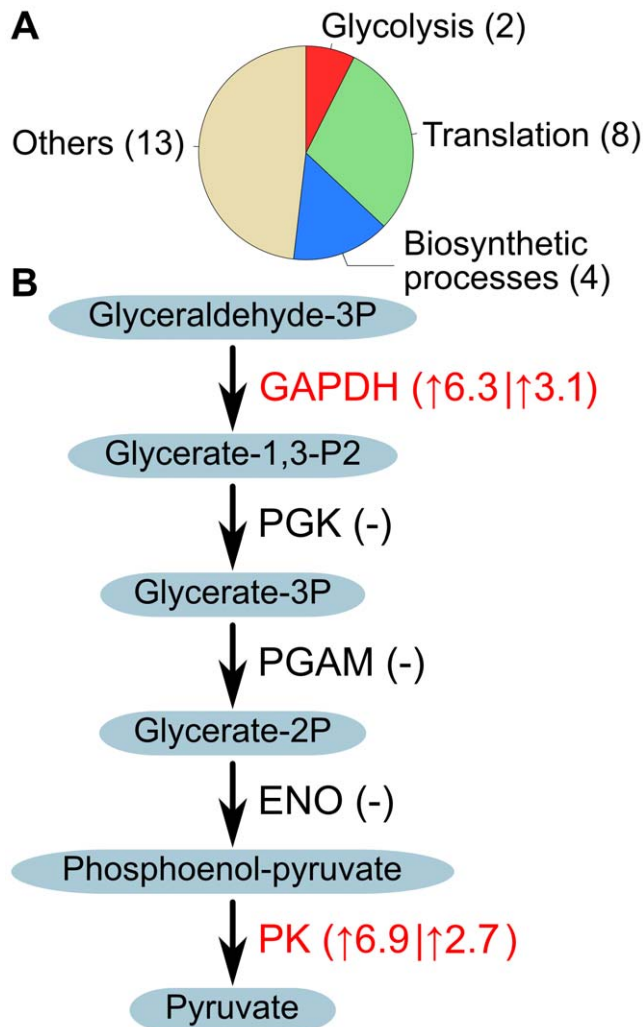 A
Glycolysis (2)
Others (13)
Translation (8)
Biosynthetic
processes (4)
B
Glyceraldehyde-3P
GAPDH (↑6.3|↑3.1)
Glycerate-1,3-P2
PGK (-)
Glycerate-3P
PGAM (-)
Glycerate-2P
ENO (-)
Phosphoenol-pyruvate
PK (↑6.9|↑2.7)
Pyruvate